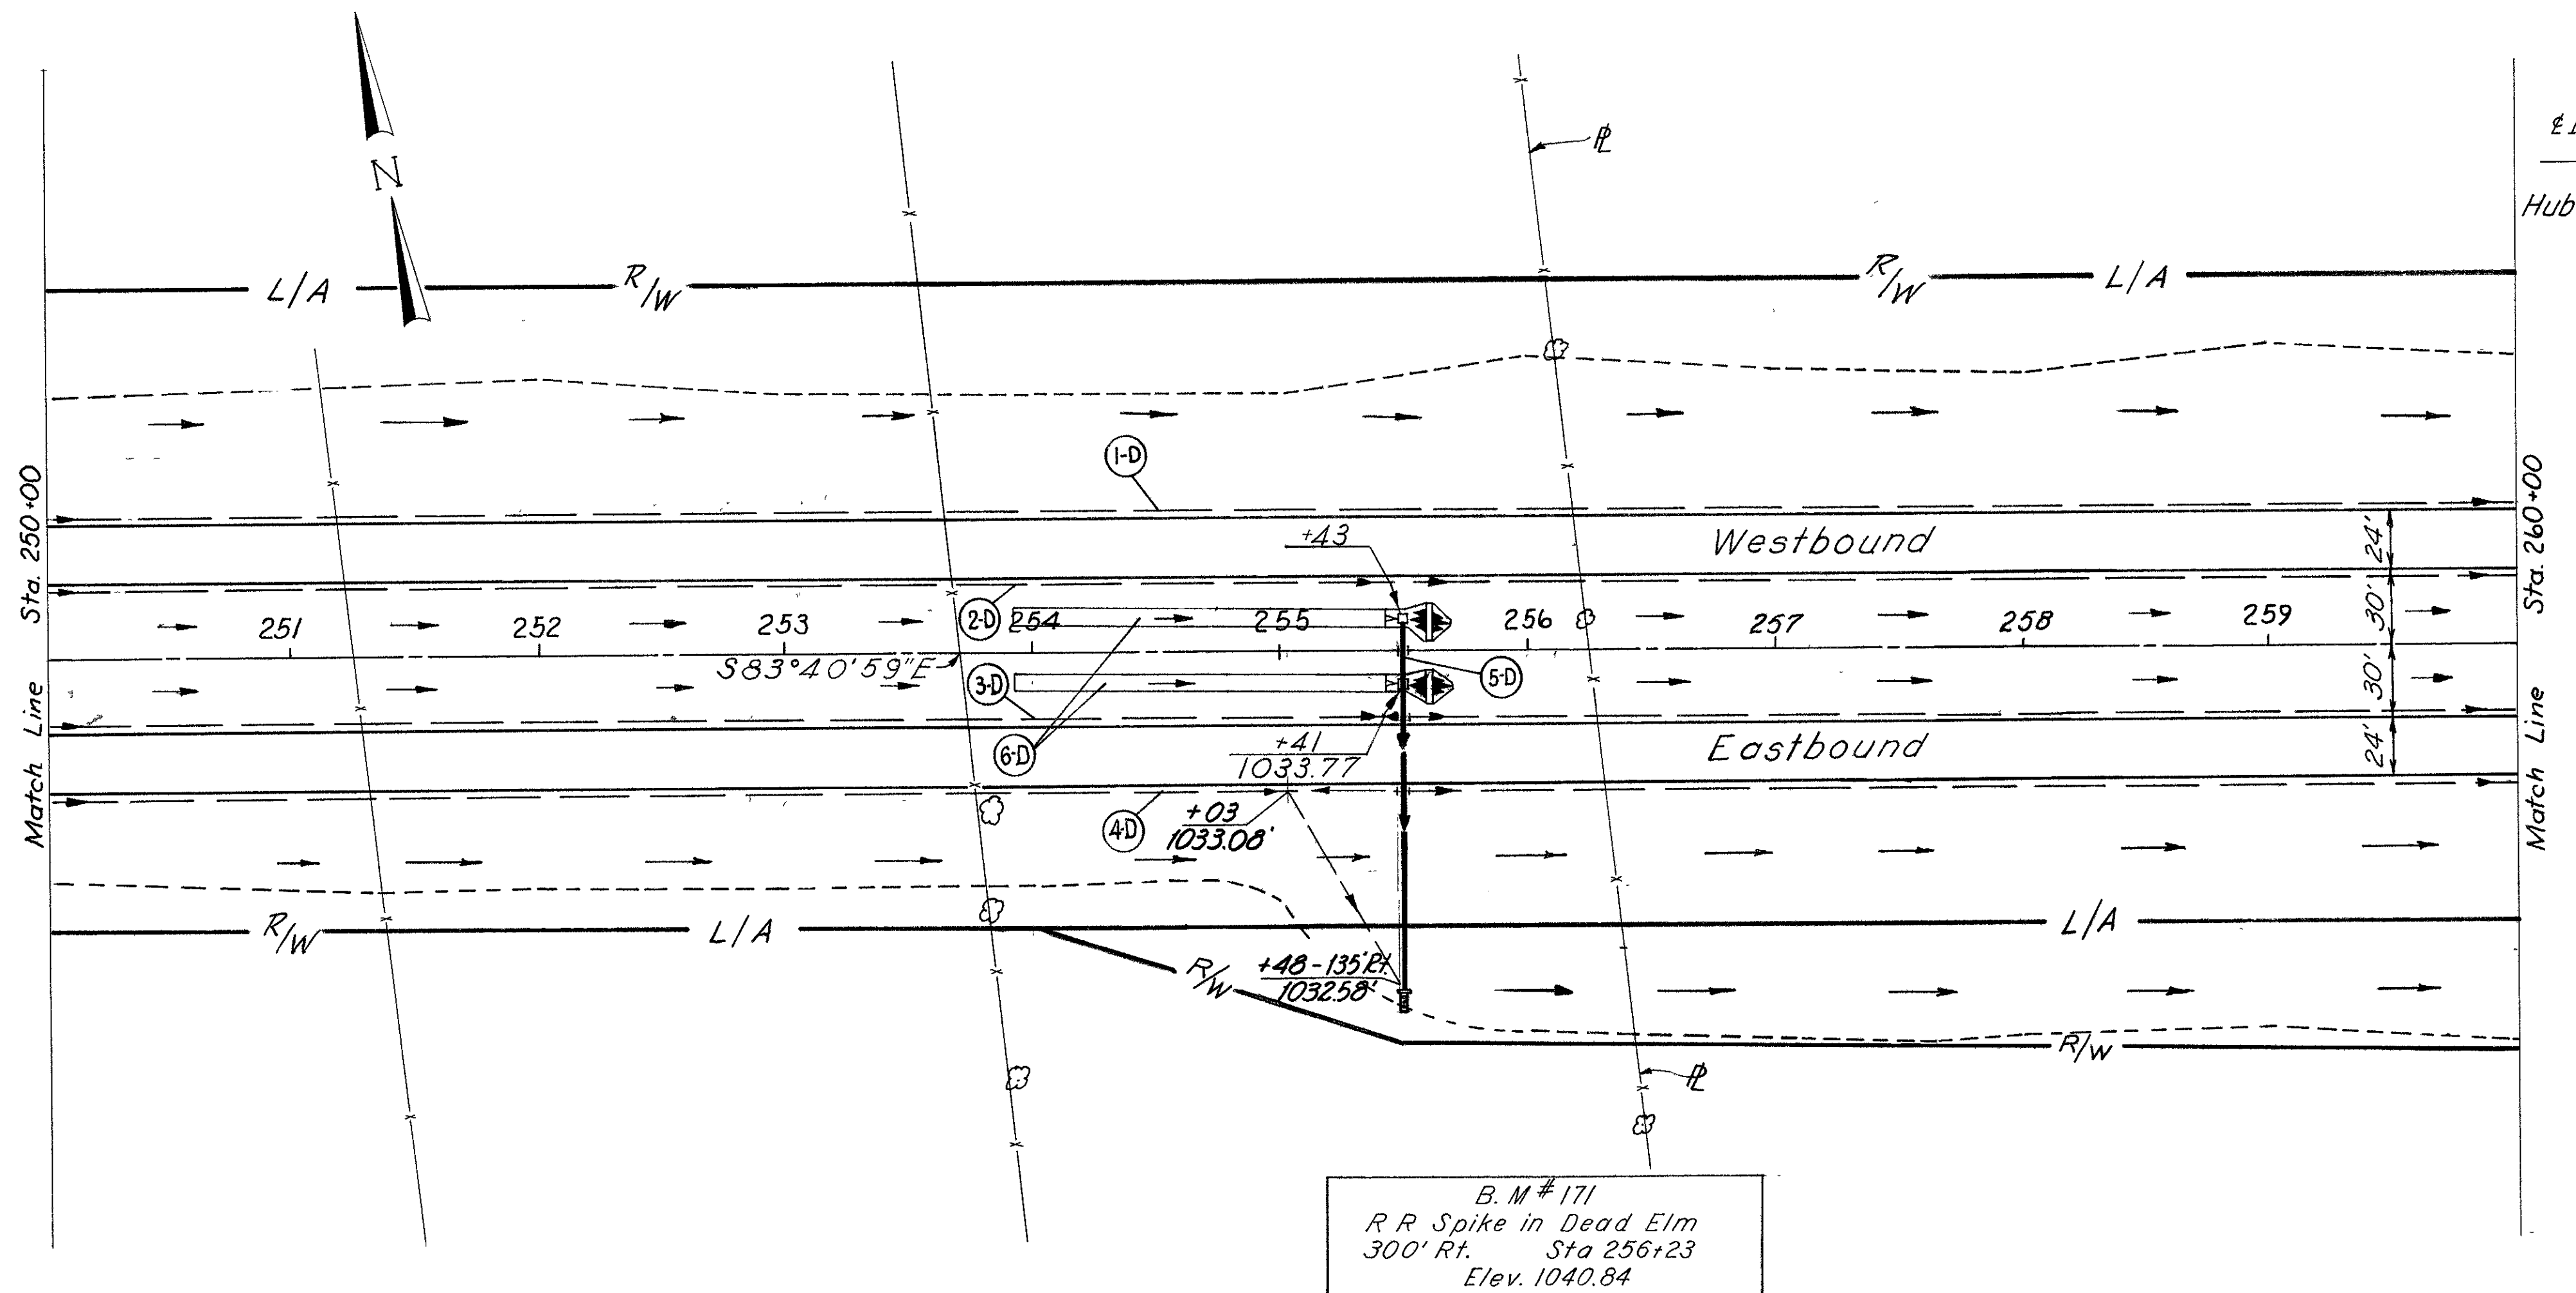 N
Hub
L/A
R/W
R/W
L/A
℄
℄ I
1-D
Westbound
24'
+43
30'
2-D
251
252
253
254
255
256
257
258
259
S83°40'59"E
3-D
5-D
30'
6-D
+41
1033.77
Eastbound
24'
4-D
+03
1033.08'
R/W
L/A
L/A
R/W
+48-135'Rt.
1032.58'
R/W
Match Line Sta. 250+00
Match Line Sta. 260+00
B. M # 171
R R Spike in Dead Elm
300' Rt. Sta 256+23
Elev. 1040.84